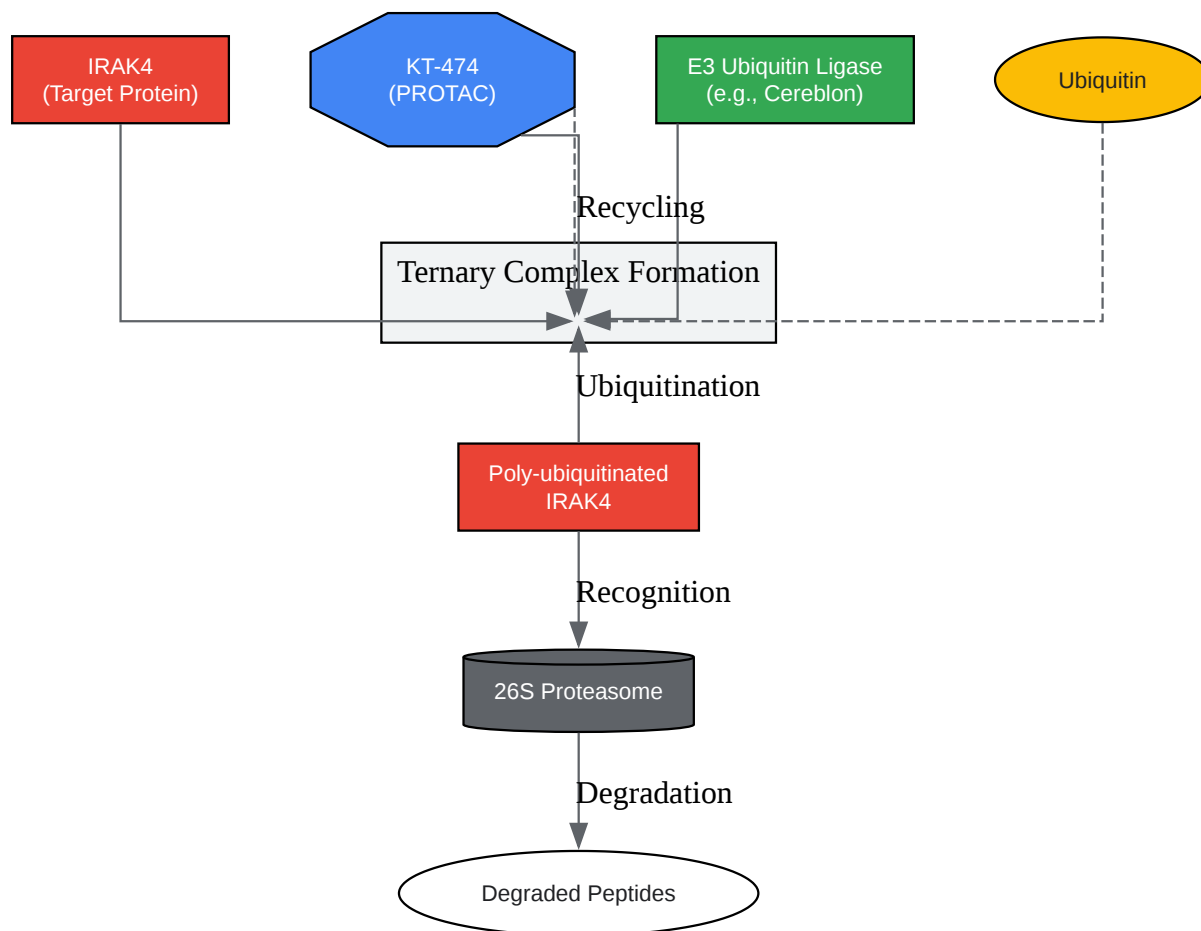 IRAK4
(Target Protein)
KT-474
(PROTAC)
E3 Ubiquitin Ligase
(e.g., Cereblon)
Ubiquitin
Recycling
Ternary Complex Formation
Ubiquitination
Poly-ubiquitinated
IRAK4
Recognition
26S Proteasome
Degradation
Degraded Peptides